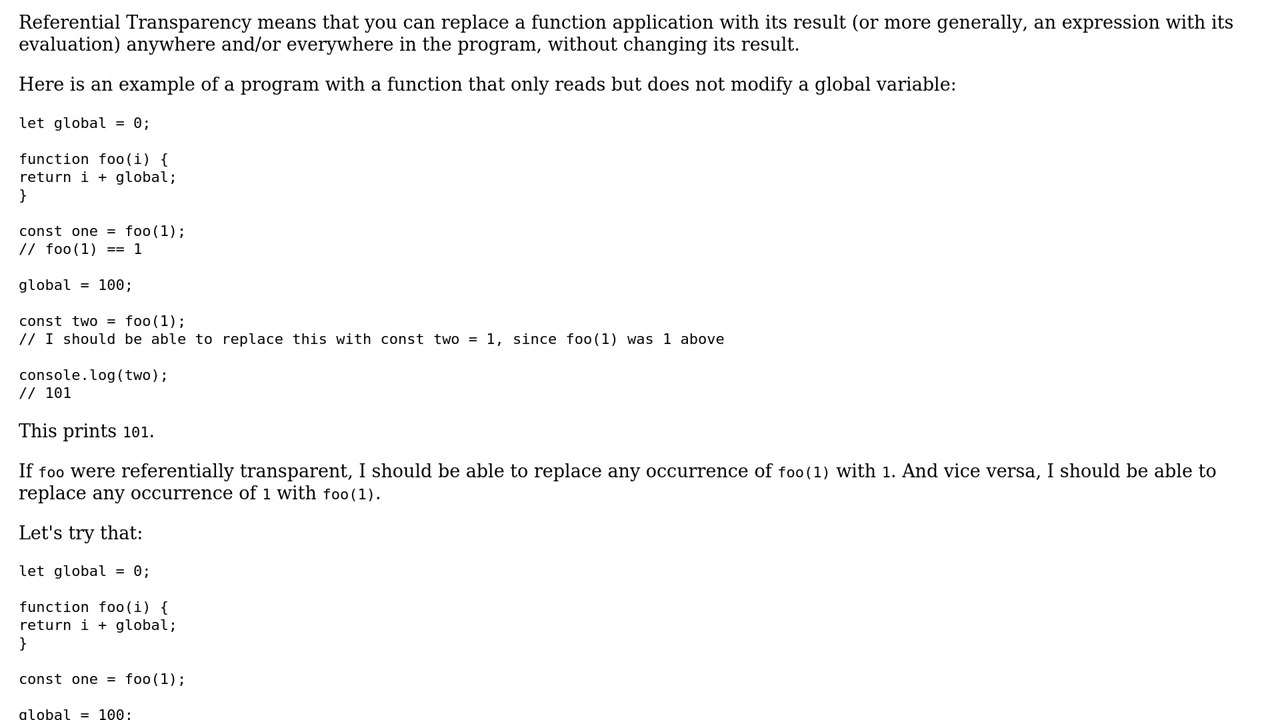 Referential Transparency means that you can replace a function application with its result (or more generally, an expression with its
evaluation) anywhere and/or everywhere in the program, without changing its result.
Here is an example of a program with a function that only reads but does not modify a global variable:
let global = 0;
function foo(i) {
return i + global;
}
const one = foo(1);
// foo(1) == 1
global = 100;
const two = foo(1);
// I should be able to replace this with const two = 1, since foo(1) was 1 above
console.log(two);
// 101
This prints 101.
If foo were referentially transparent, I should be able to replace any occurrence of foo(1) with 1. And vice versa, I should be able to
replace any occurrence of 1 with foo(1).
Let's try that:
let global = 0;
function foo(i) {
return i + global;
}
const one = foo(1);
global = 100;